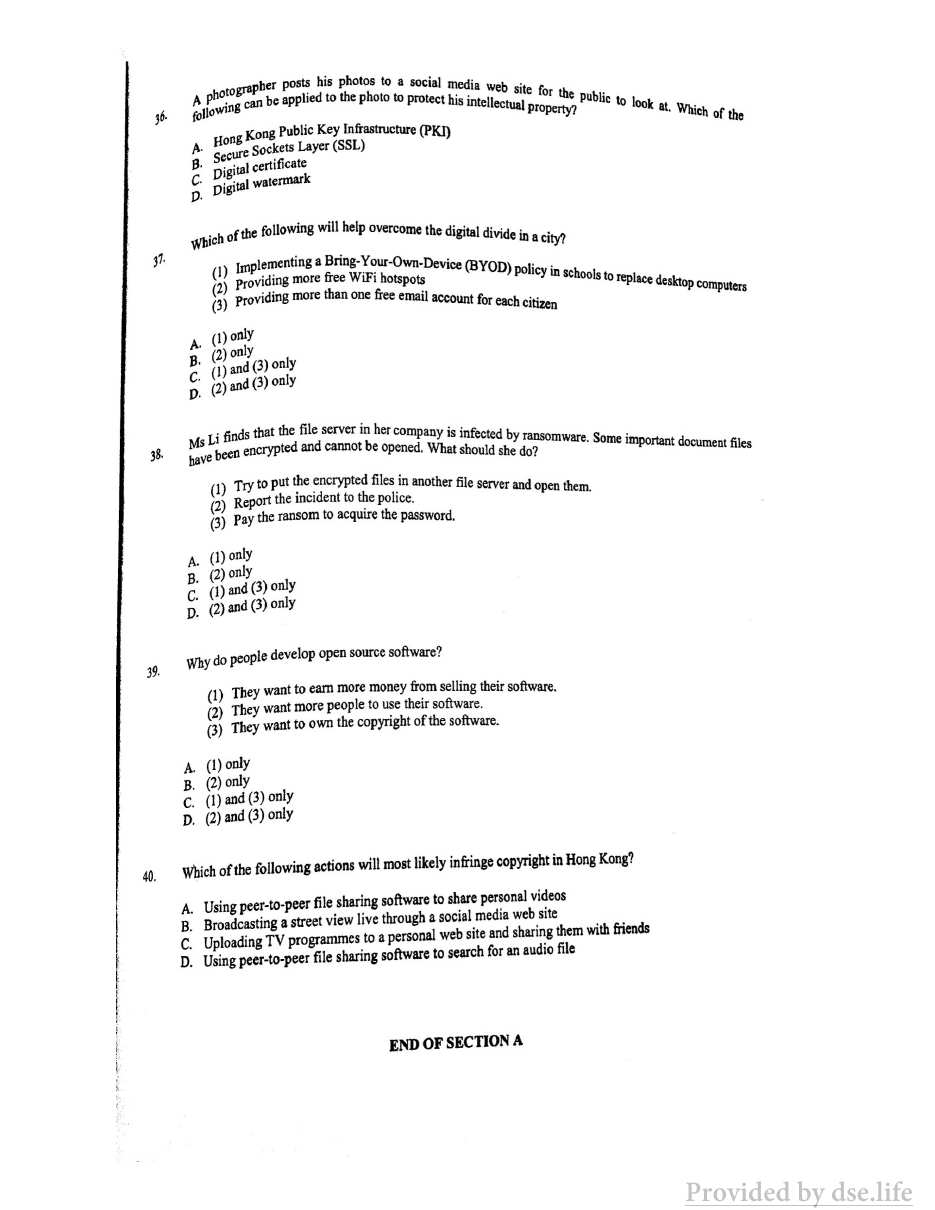 36. A photographer posts his photos to a social media web site for the public to look at. Which of the
following can be applied to the photo to protect his intellectual property?
A. Hong Kong Public Key Infrastructure (PKI)
B. Secure Sockets Layer (SSL)
C. Digital certificate
D. Digital watermark
37. Which of the following will help overcome the digital divide in a city?
(1) Implementing a Bring-Your-Own-Device (BYOD) policy in schools to replace desktop computers
(2) Providing more free WiFi hotspots
(3) Providing more than one free email account for each citizen
A. (1) only
B. (2) only
C. (1) and (3) only
D. (2) and (3) only
38. Ms Li finds that the file server in her company is infected by ransomware. Some important document files
have been encrypted and cannot be opened. What should she do?
(1) Try to put the encrypted files in another file server and open them.
(2) Report the incident to the police.
(3) Pay the ransom to acquire the password.
A. (1) only
B. (2) only
C. (1) and (3) only
D. (2) and (3) only
39. Why do people develop open source software?
(1) They want to earn more money from selling their software.
(2) They want more people to use their software.
(3) They want to own the copyright of the software.
A. (1) only
B. (2) only
C. (1) and (3) only
D. (2) and (3) only
40. Which of the following actions will most likely infringe copyright in Hong Kong?
A. Using peer-to-peer file sharing software to share personal videos
B. Broadcasting a street view live through a social media web site
C. Uploading TV programmes to a personal web site and sharing them with friends
D. Using peer-to-peer file sharing software to search for an audio file
END OF SECTION A
Provided by dse.life